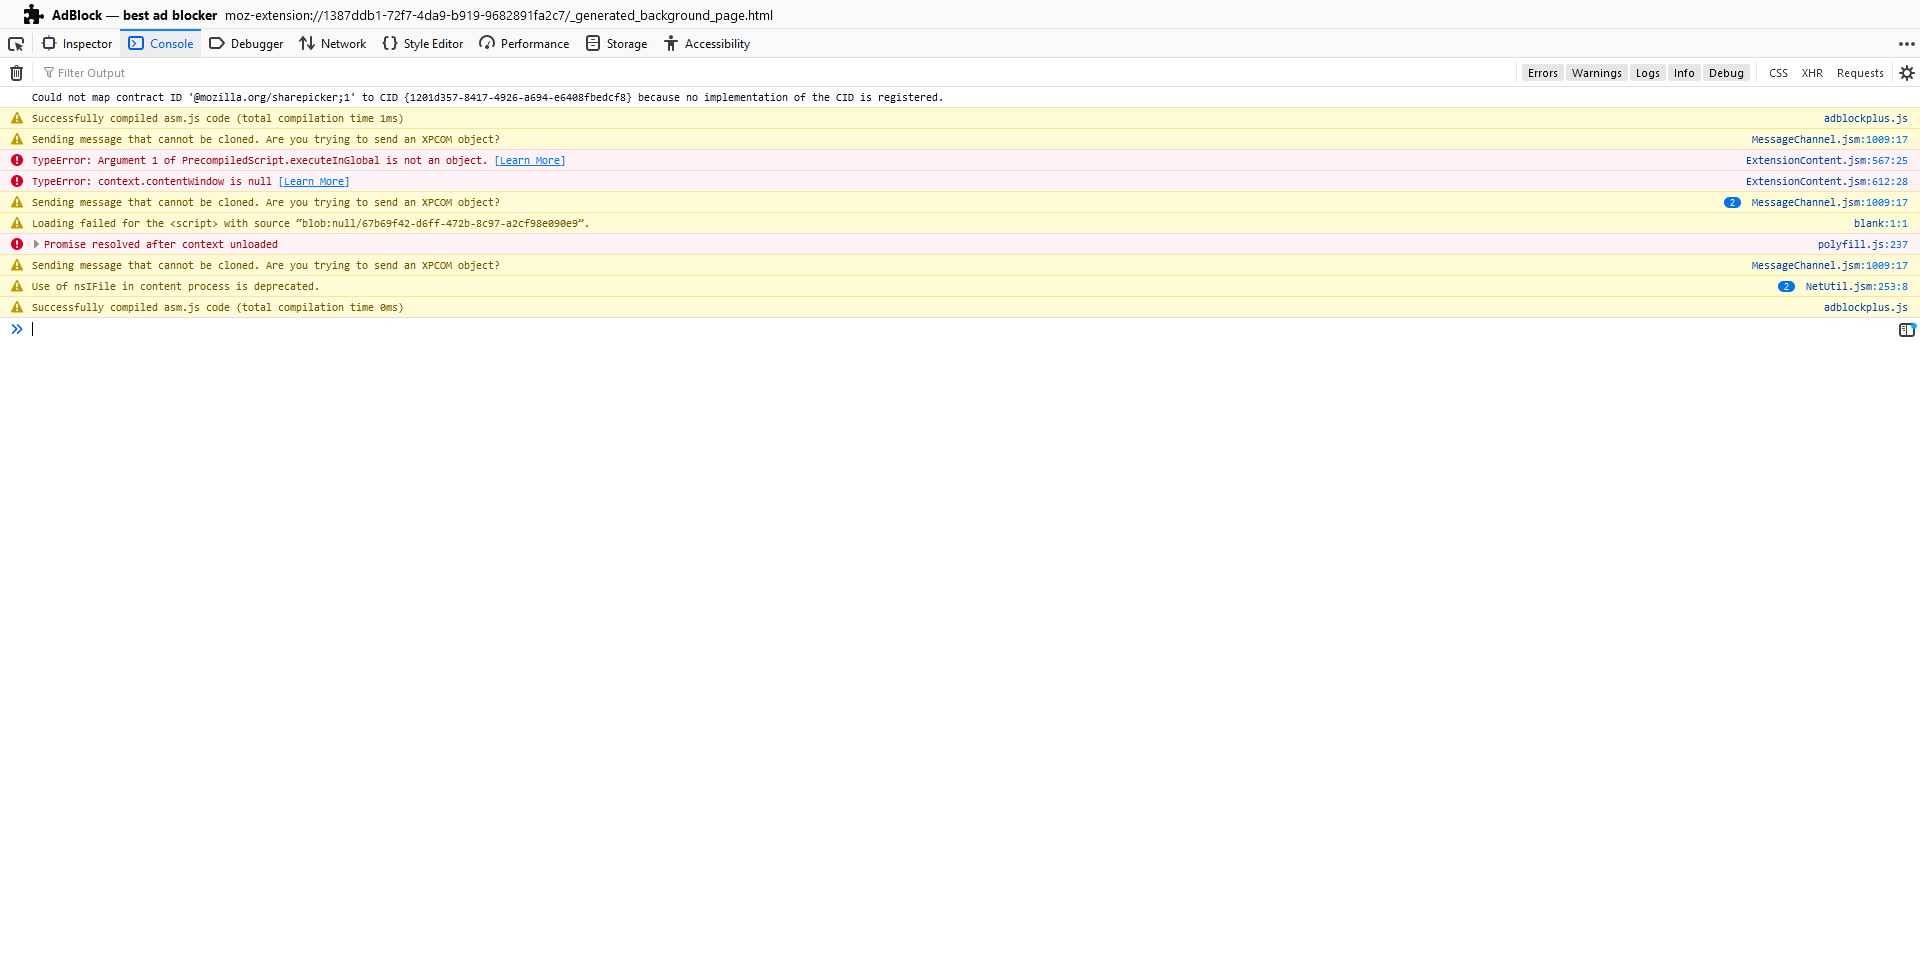 AdBlock — best ad blocker moz-extension://1387ddb1-72f7-4da9-b919-9682891fa2c7/_generated_background_page.html
Inspector Console Debugger Network Style Editor Performance Storage Accessibility
Filter Output Errors Warnings Logs Info Debug CSS XHR Requests
Could not map contract ID '@mozilla.org/sharepicker;1' to CID {1201d357-8417-4926-a694-e6408fbedcf8} because no implementation of the CID is registered.
Successfully compiled asm.js code (total compilation time 1ms) adblockplus.js
Sending message that cannot be cloned. Are you trying to send an XPCOM object? MessageChannel.jsm:1009:17
TypeError: Argument 1 of PrecompiledScript.executeInGlobal is not an object. [Learn More] ExtensionContent.jsm:567:25
TypeError: context.contentWindow is null [Learn More] ExtensionContent.jsm:612:28
Sending message that cannot be cloned. Are you trying to send an XPCOM object? 2 MessageChannel.jsm:1009:17
Loading failed for the <script> with source “blob:null/67b69f42-d6ff-472b-8c97-a2cf98e090e9”. blank:1:1
Promise resolved after context unloaded polyfill.js:237
Sending message that cannot be cloned. Are you trying to send an XPCOM object? MessageChannel.jsm:1009:17
Use of nsIFile in content process is deprecated. 2 NetUtil.jsm:253:8
Successfully compiled asm.js code (total compilation time 0ms) adblockplus.js